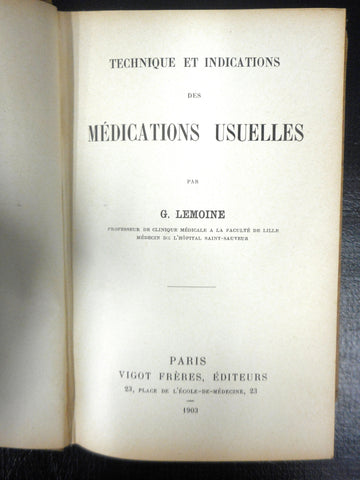 TECHNIQUE ET INDICATIONS
DES
MÉDICATIONS USUELLES
PAR
G. LEMOINE
PROFESSEUR DE CLINIQUE MÉDICALE A LA FACULTÉ DE LILLE
MÉDECIN DE L'HÔPITAL SAINT-SAUVEUR
PARIS
VIGOT FRÈRES, ÉDITEURS
23, PLACE DE L'ÉCOLE-DE-MÉDECINE, 23
1903